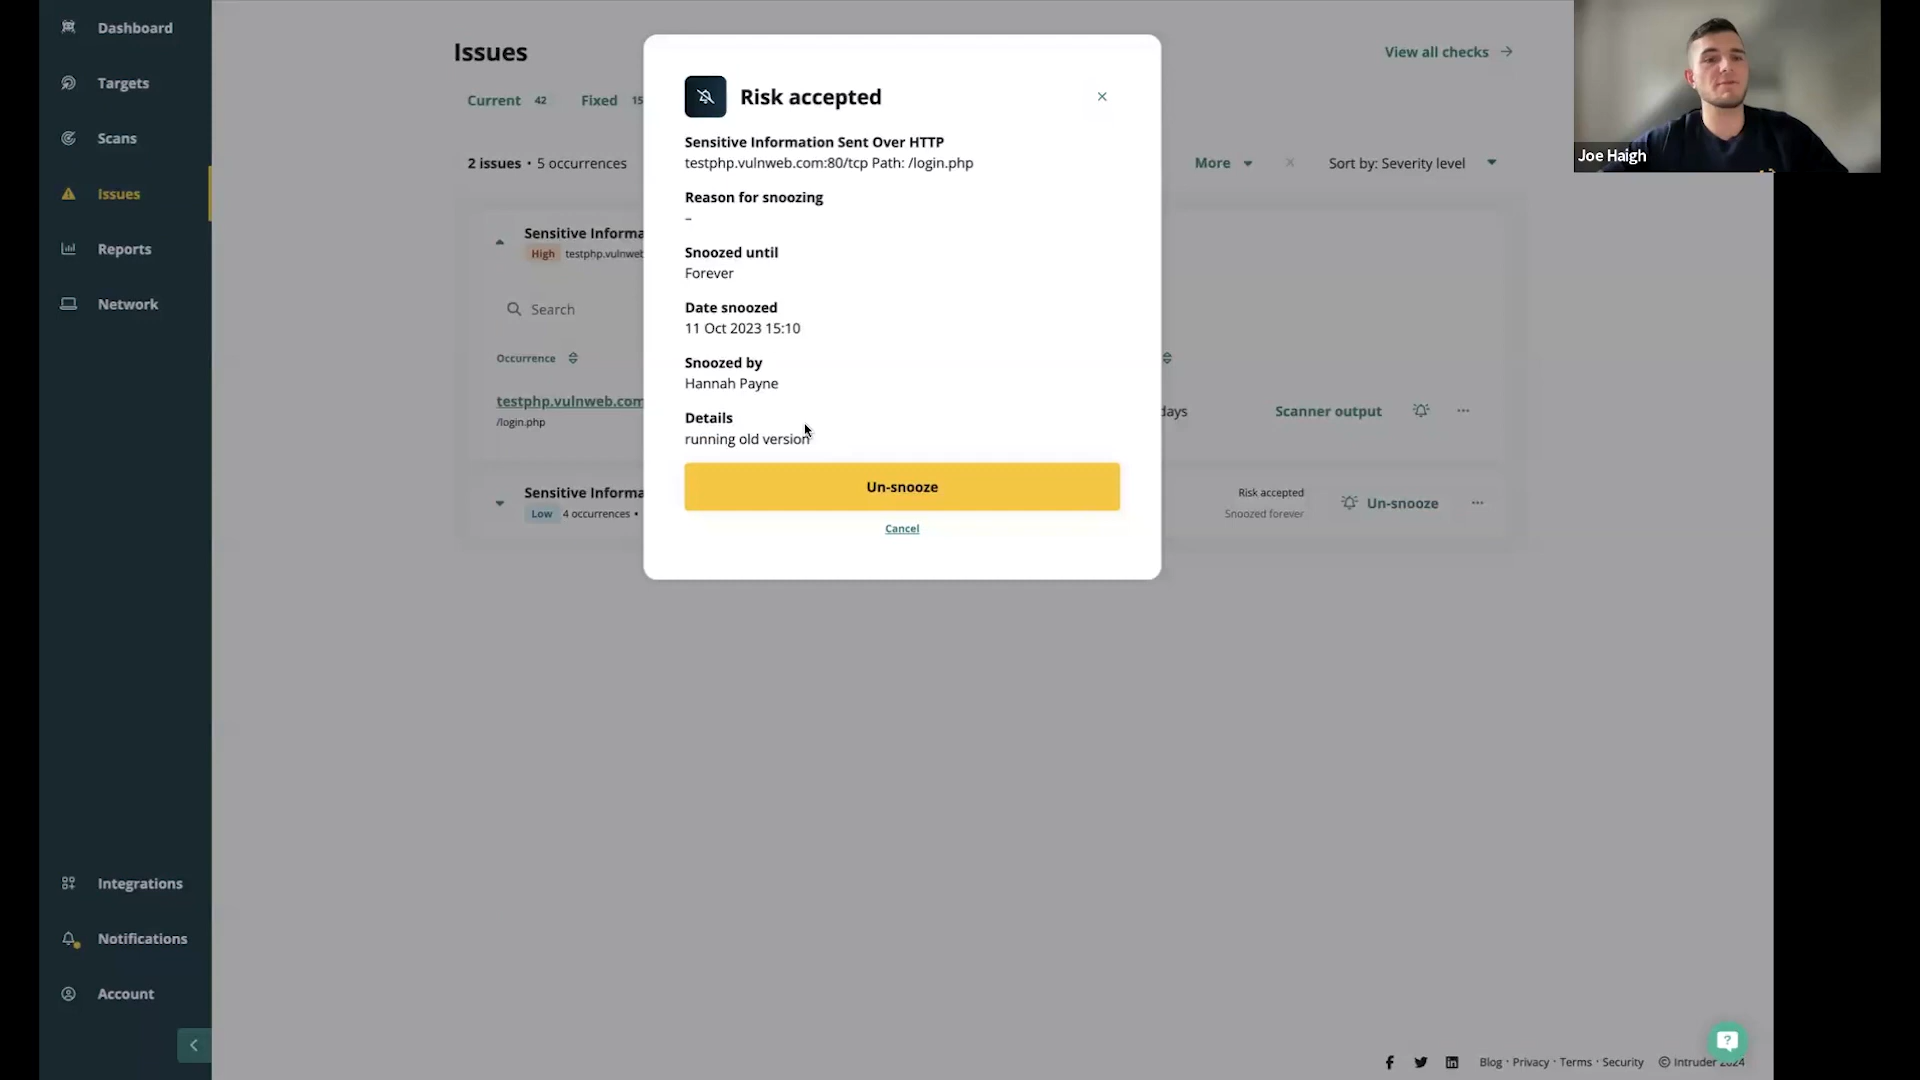 Dashboard
Targets
Scans
Issues
Reports
Network
Integrations
Notifications
Account
Issues
View all checks
Current 42 Fixed 15
2 issues • 5 occurrences
More
Sort by: Severity level
Sensitive Informa
High testphp.vulnweb
Search
Occurrence
testphp.vulnweb.com
/login.php
days
Scanner output
Sensitive Informa
Low 4 occurrences •
Risk accepted
Snoozed forever
Un-snooze
Risk accepted
Sensitive Information Sent Over HTTP
testphp.vulnweb.com:80/tcp Path: /login.php
Reason for snoozing
–
Snoozed until
Forever
Date snoozed
11 Oct 2023 15:10
Snoozed by
Hannah Payne
Details
running old version
Un-snooze
Cancel
Joe Haigh
Blog · Privacy · Terms · Security © Intruder 2024